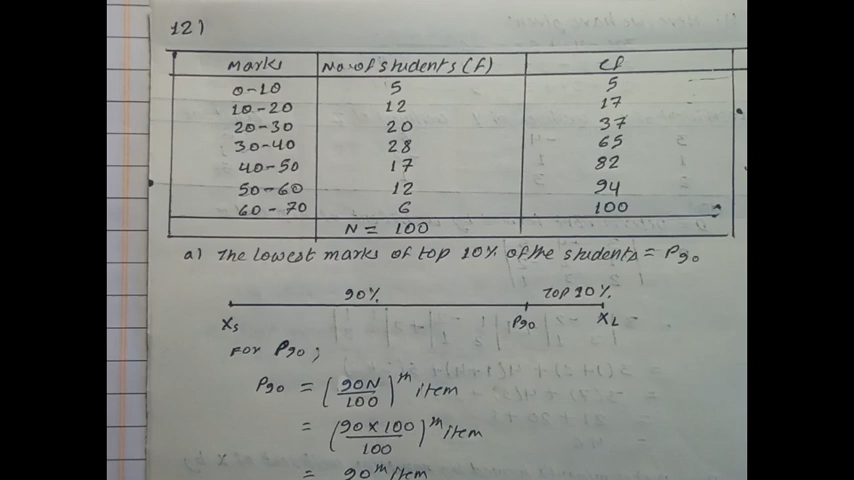 12)
Marks No. of students (f) cf
0-10 5 5
10-20 12 17
20-30 20 37
30-40 28 65
40-50 17 82
50-60 12 94
60-70 6 100
N = 100
a) The lowest marks of top 10% of the students = P90
90% Top 10%
Xs P90 XL
For P90;
P90 = (90N/100)th item
= (90×100/100)th item
= 90th item